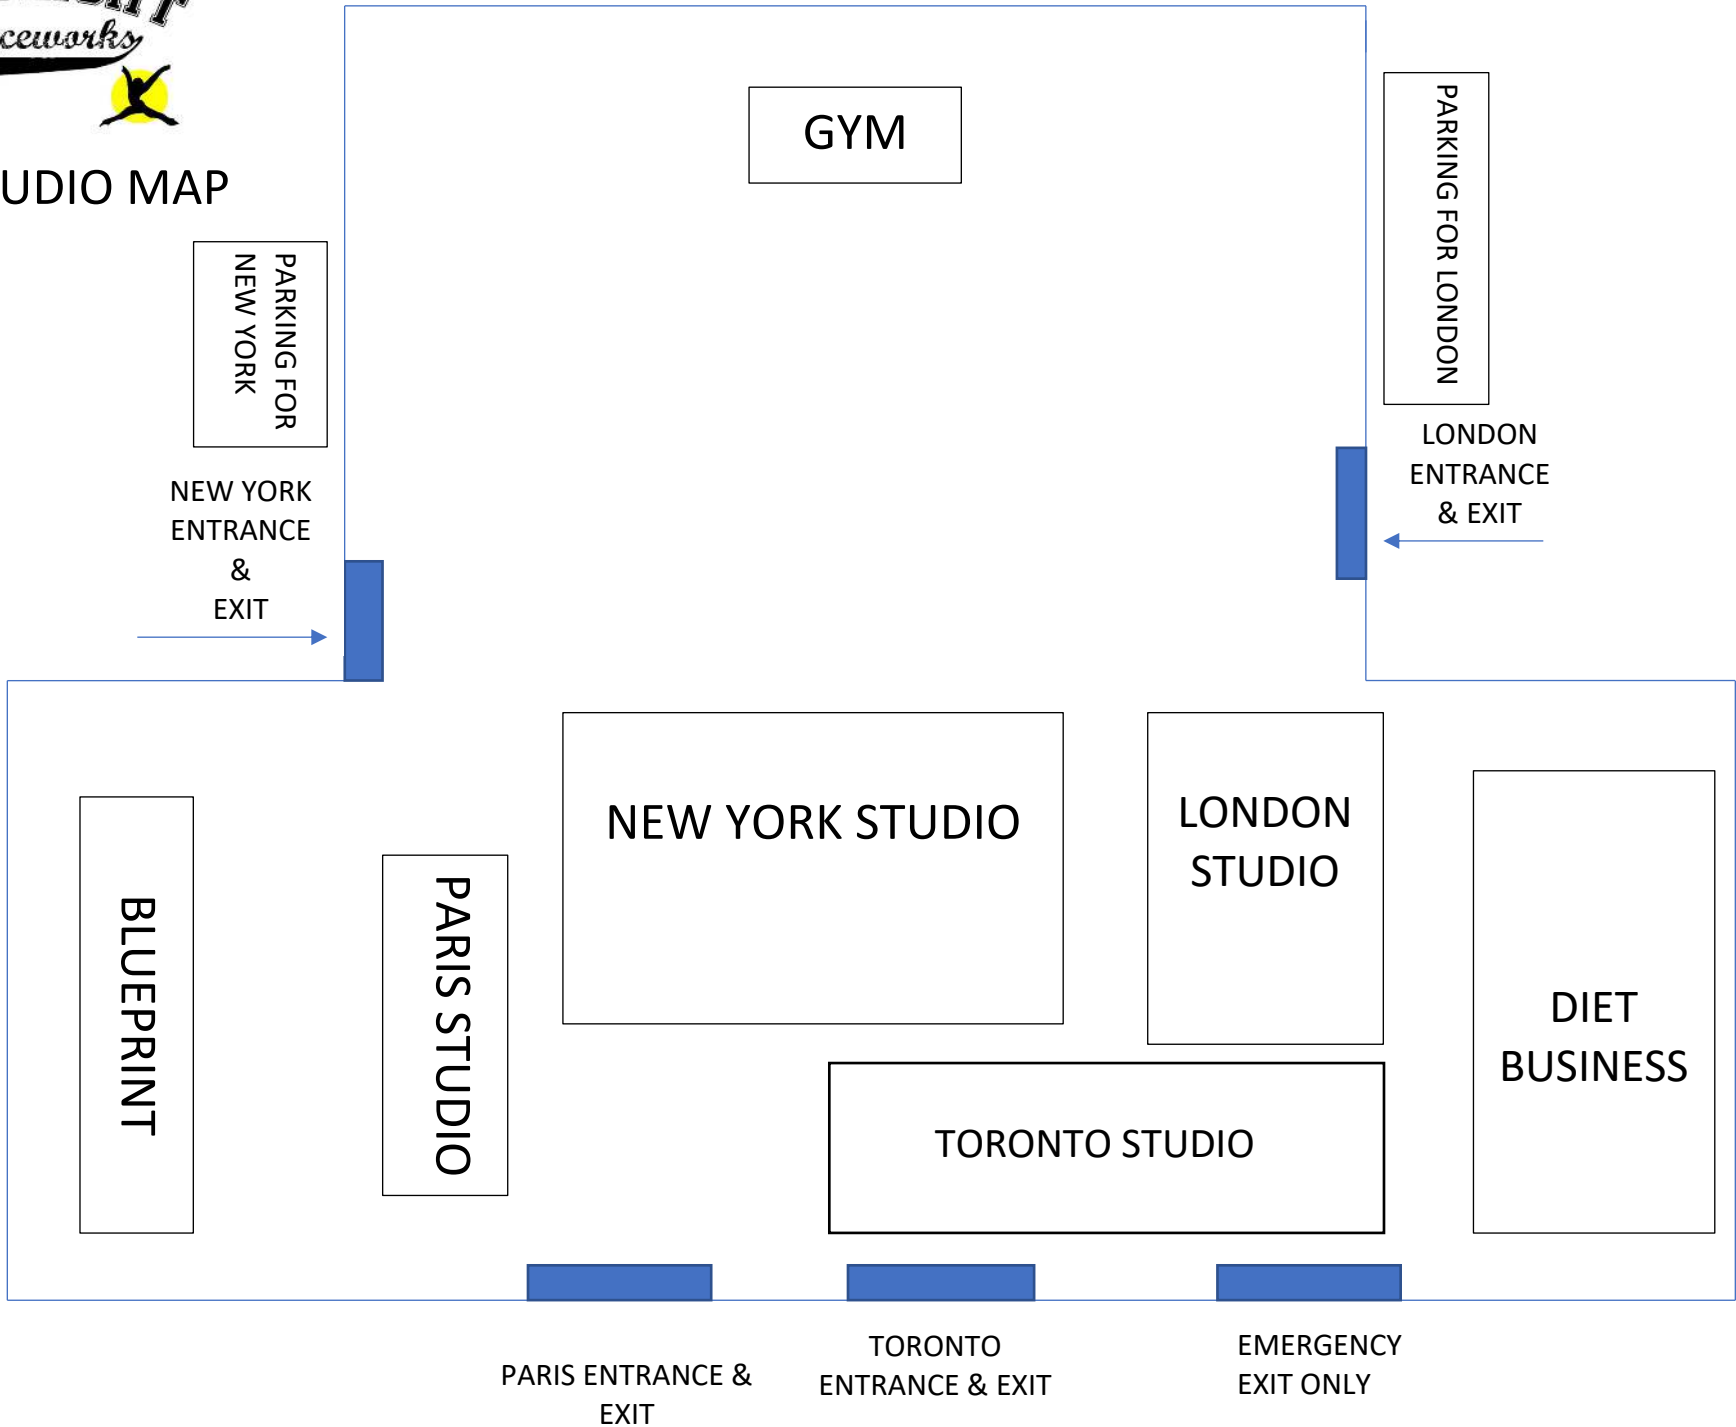 ceworks
UDIO MAP
GYM
PARKING FOR LONDON
PARKING FOR
NEW YORK
LONDON
ENTRANCE
& EXIT
NEW YORK
ENTRANCE
&
EXIT
NEW YORK STUDIO
LONDON
STUDIO
BLUEPRINT
PARIS STUDIO
DIET
BUSINESS
TORONTO STUDIO
PARIS ENTRANCE &
EXIT
TORONTO
ENTRANCE & EXIT
EMERGENCY
EXIT ONLY